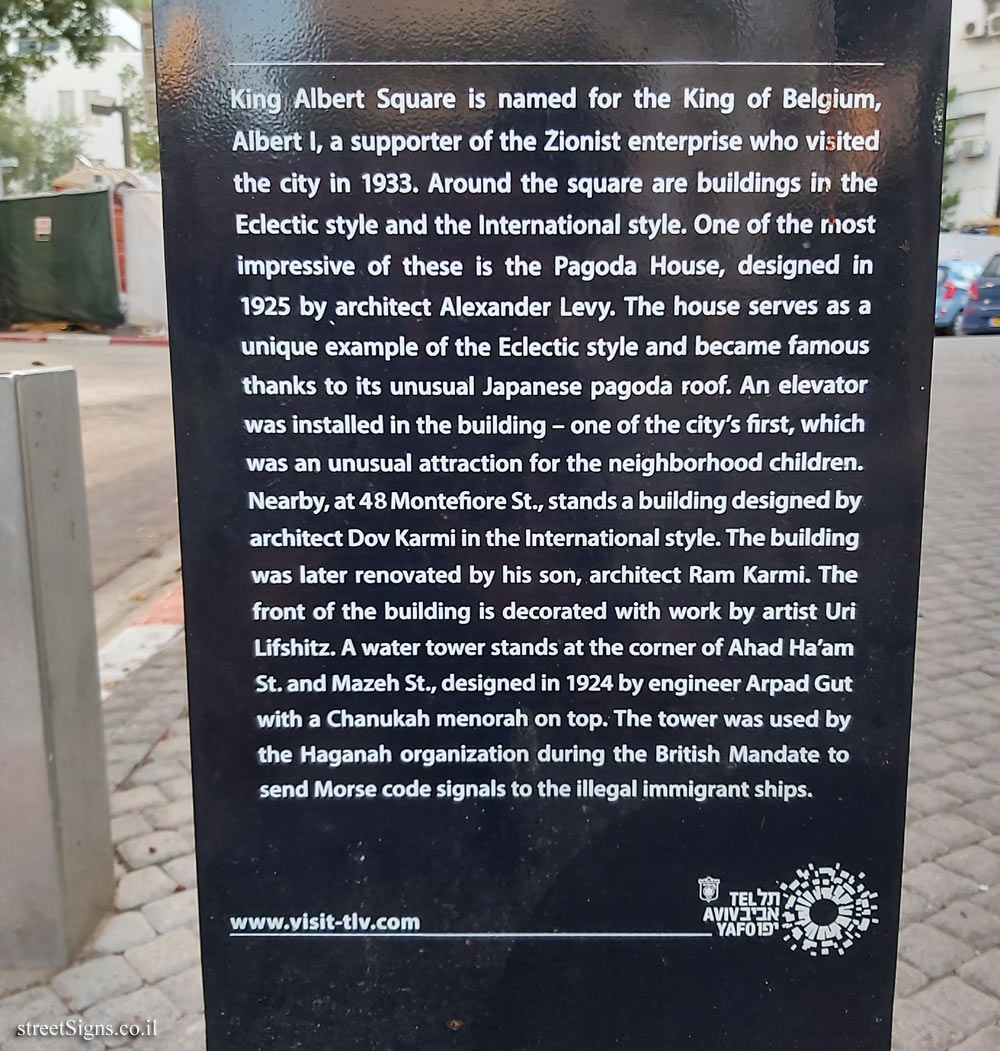 King Albert Square is named for the King of Belgium,
Albert I, a supporter of the Zionist enterprise who visited
the city in 1933. Around the square are buildings in the
Eclectic style and the International style. One of the most
impressive of these is the Pagoda House, designed in
1925 by architect Alexander Levy. The house serves as a
unique example of the Eclectic style and became famous
thanks to its unusual Japanese pagoda roof. An elevator
was installed in the building – one of the city's first, which
was an unusual attraction for the neighborhood children.
Nearby, at 48 Montefiore St., stands a building designed by
architect Dov Karmi in the International style. The building
was later renovated by his son, architect Ram Karmi. The
front of the building is decorated with work by artist Uri
Lifshitz. A water tower stands at the corner of Ahad Ha'am
St. and Mazeh St., designed in 1924 by engineer Arpad Gut
with a Chanukah menorah on top. The tower was used by
the Haganah organization during the British Mandate to
send Morse code signals to the illegal immigrant ships.
www.visit-tlv.com
TEL תל
AVIV אביב
YAFO יפו
streetSigns.co.il